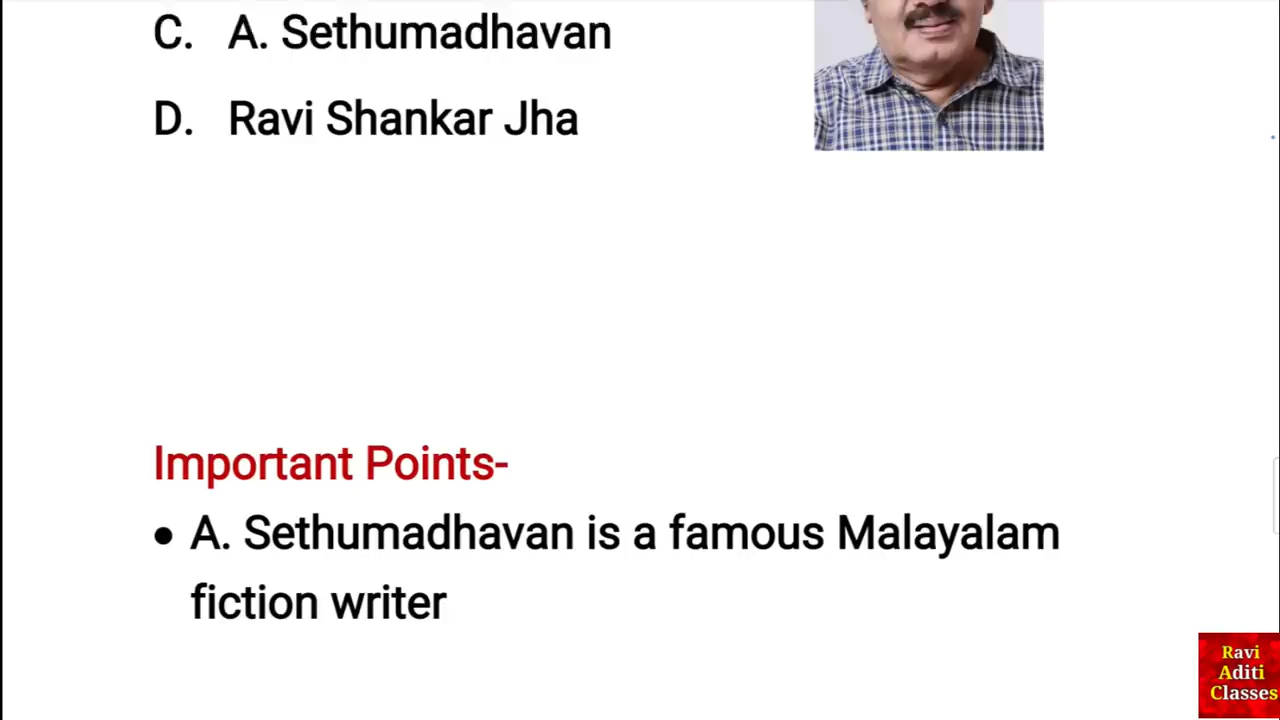 C. A. Sethumadhavan
D. Ravi Shankar Jha
Important Points-
• A. Sethumadhavan is a famous Malayalam
fiction writer
Ravi
Aditi
Classes